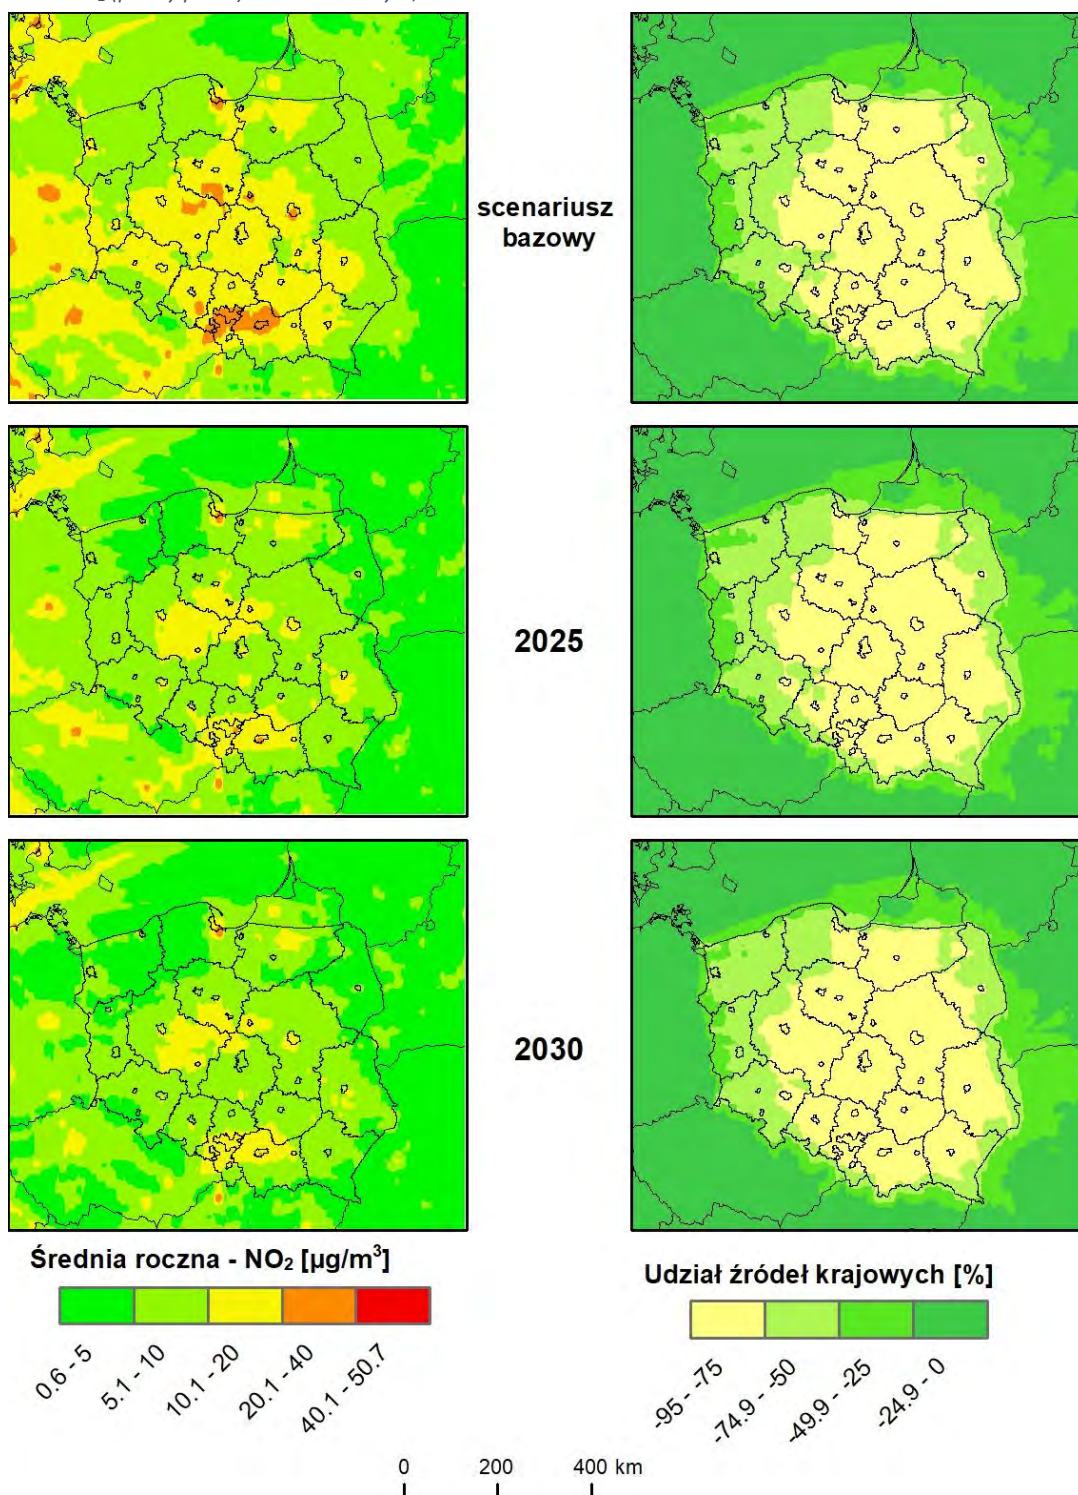 scenariusz
bazowy
2025
2030
Średnia roczna - NO₂ [µg/m³]
0.6 - 5
5.1 - 10
10.1 - 20
20.1 - 40
40.1 - 50.7
Udział źródeł krajowych [%]
-95 - -75
-74.9 - -50
-49.9 - -25
-24.9 - 0
0 200 400 km